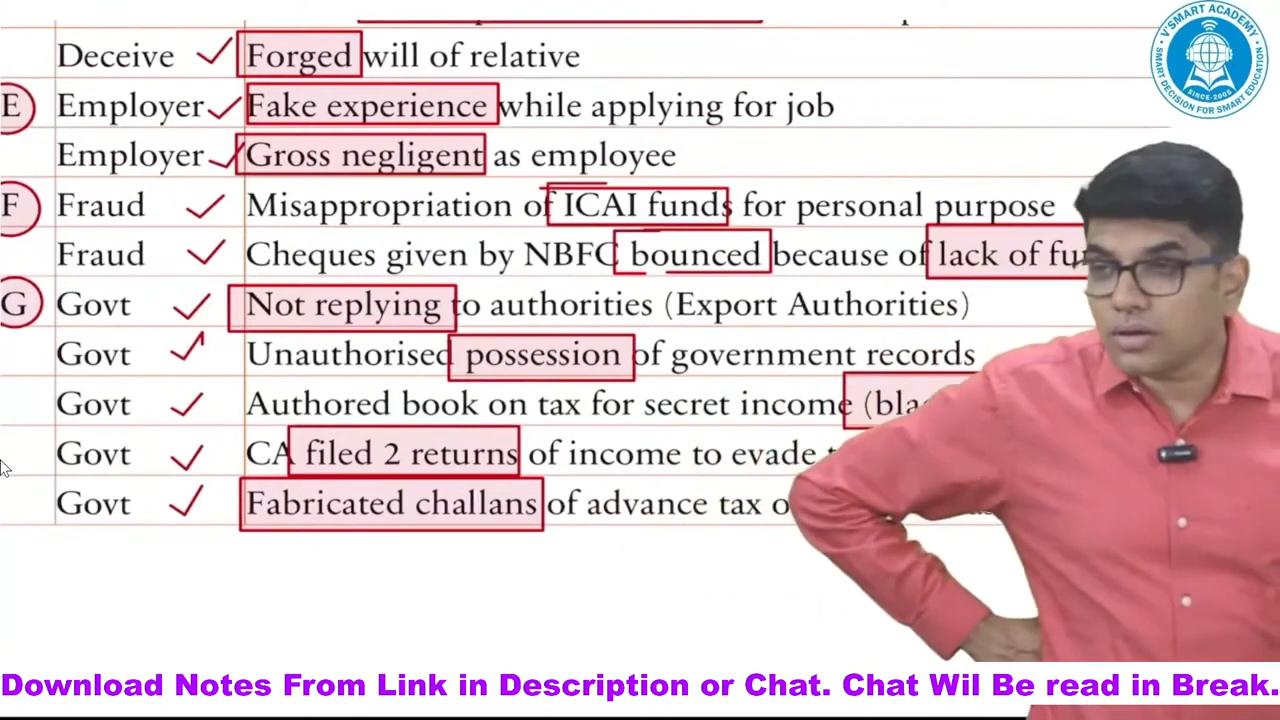 Deceive Forged will of relative
E Employer Fake experience while applying for job
Employer Gross negligent as employee
F Fraud Misappropriation of ICAI funds for personal purpose
Fraud Cheques given by NBFC bounced because of lack of
G Govt Not replying to authorities (Export Authorities)
Govt Unauthorised possession of government records
Govt Authored book on tax for secret income
Govt CA filed 2 returns of income to evade
Govt Fabricated challans of advance tax
V'SMART ACADEMY
SINCE-2005
SMART DECISION FOR SMART EDUCATION
Download Notes From Link in Description or Chat. Chat Wil Be read in Break.